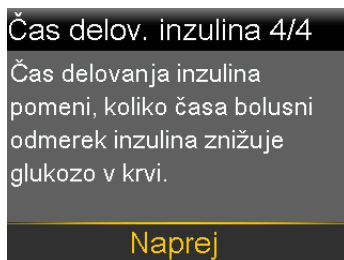 Čas delov. inzulina 4/4
Čas delovanja inzulina
pomeni, koliko časa bolusni
odmerek inzulina znižuje
glukozo v krvi.
Naprej